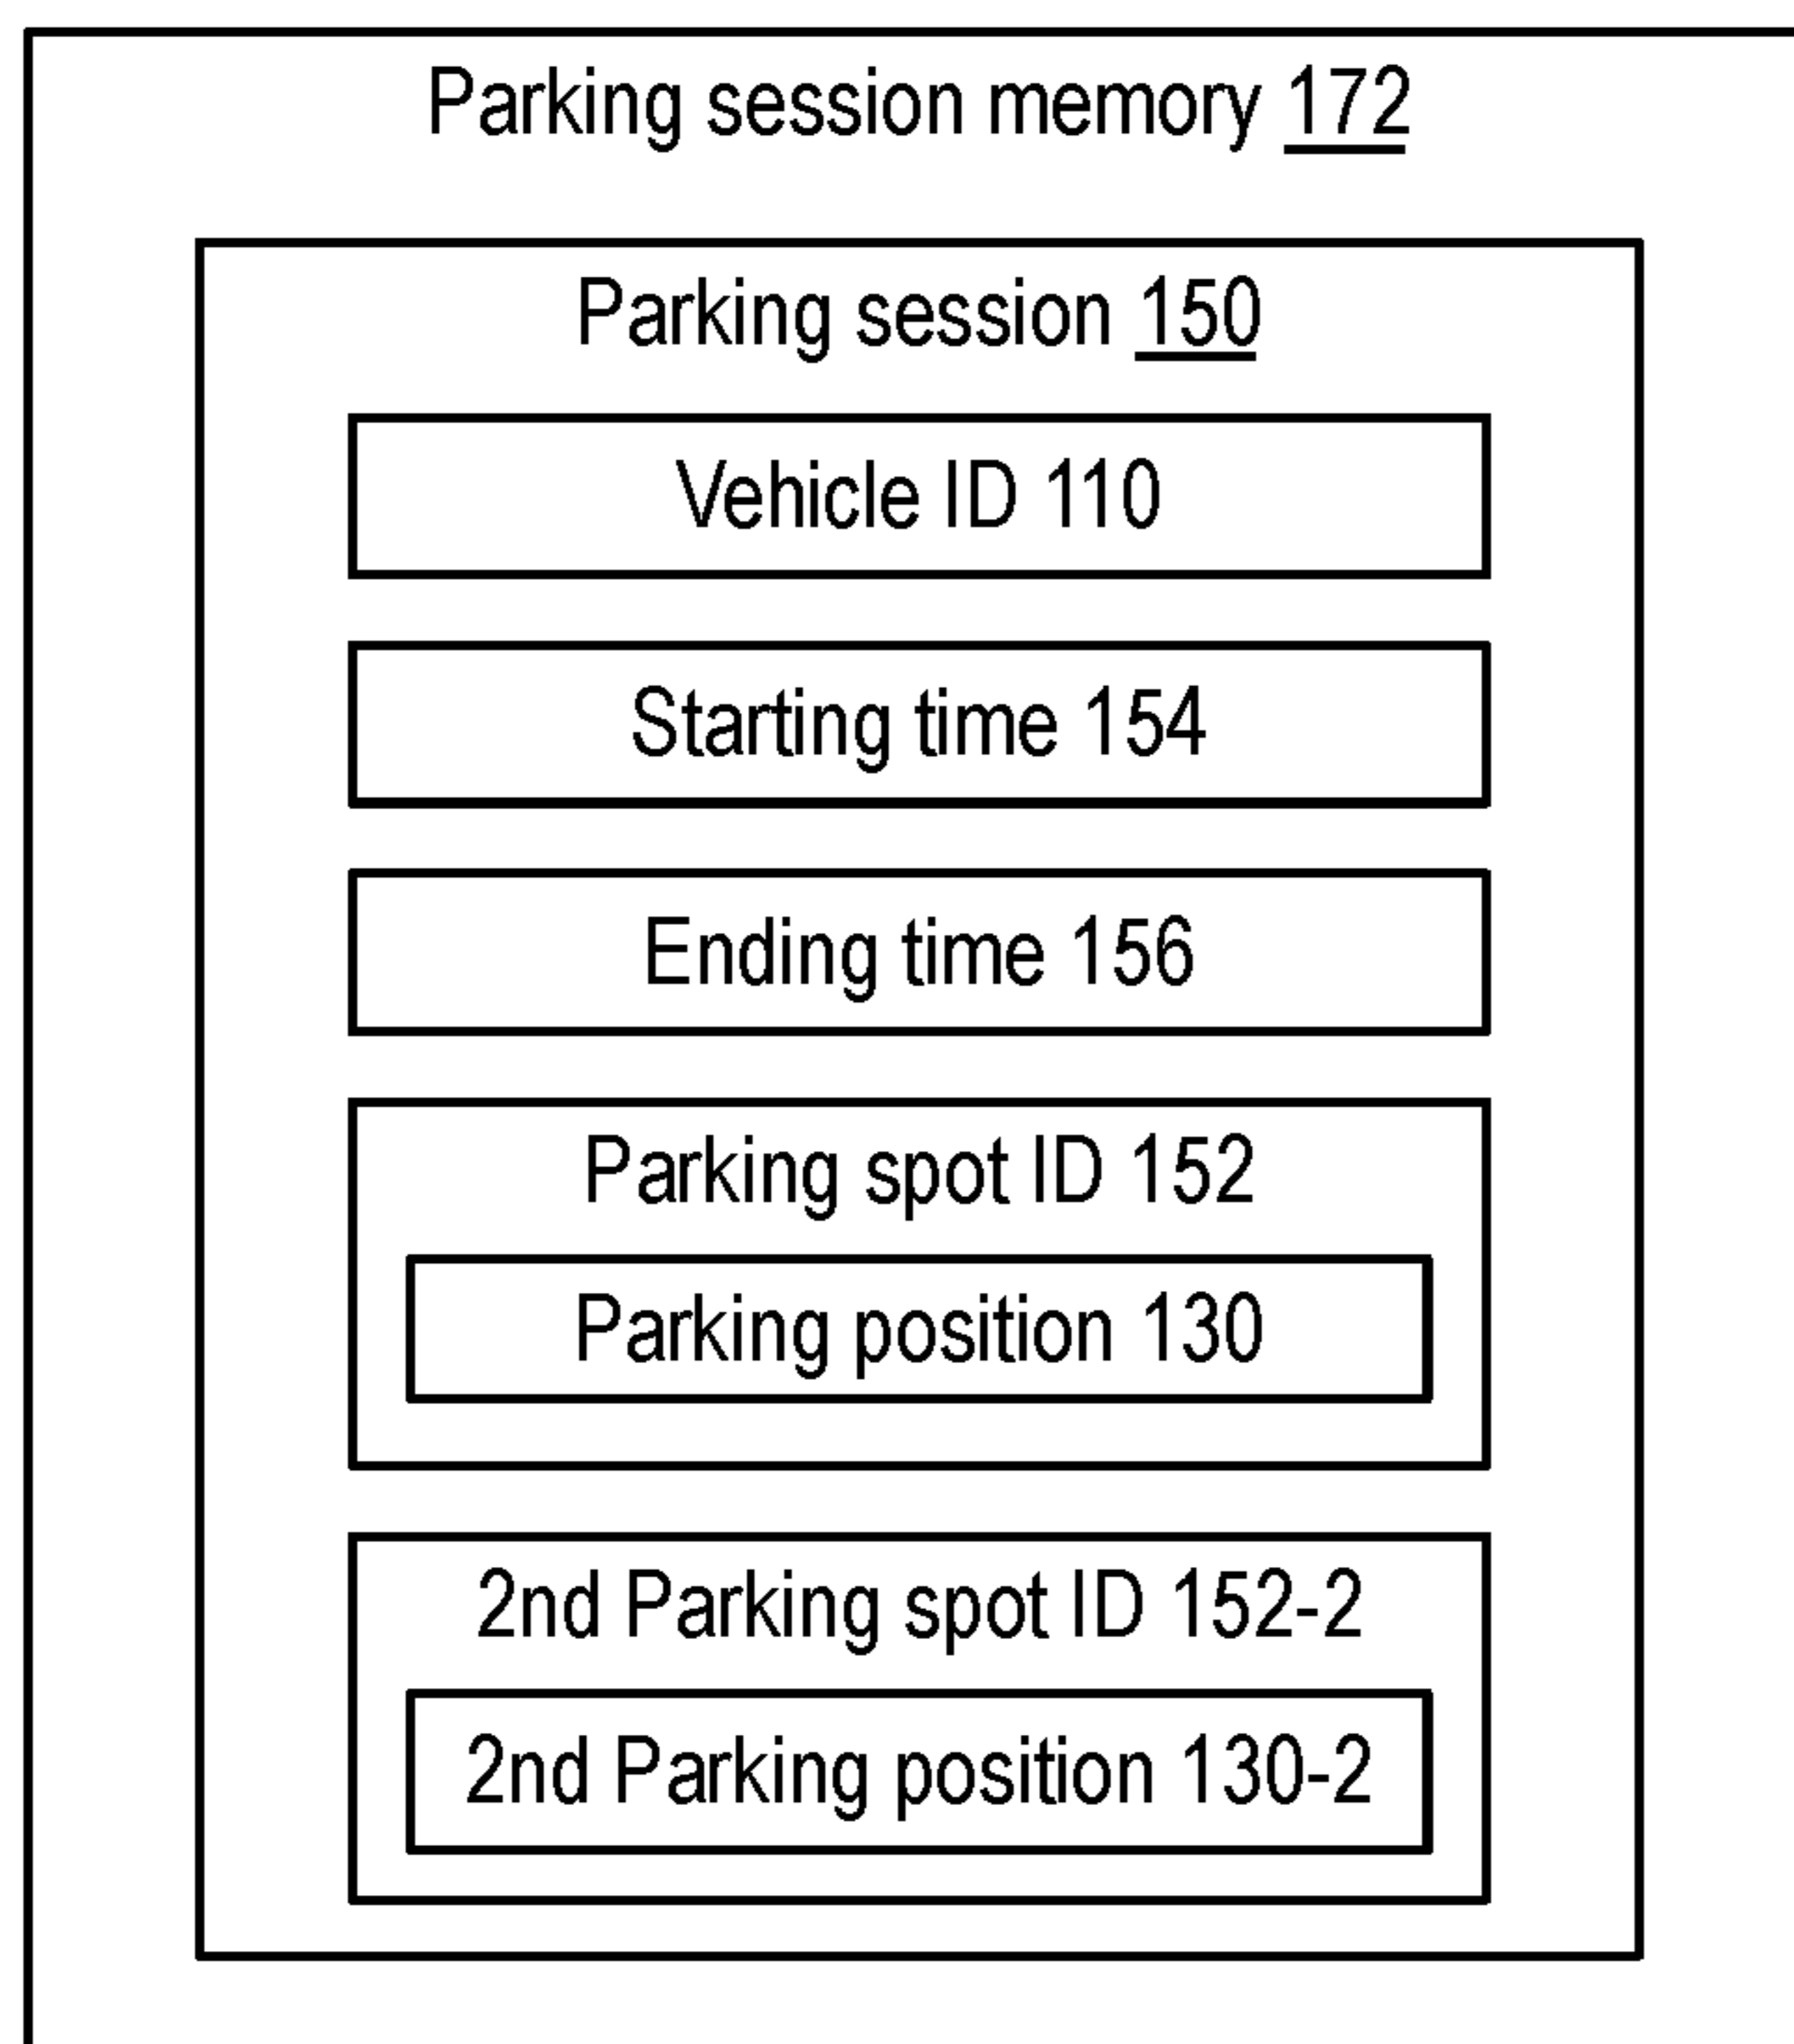 Parking session memory 172
Parking session 150
Vehicle ID 110
Starting time 154
Ending time 156
Parking spot ID 152
Parking position 130
2nd Parking spot ID 152-2
2nd Parking position 130-2